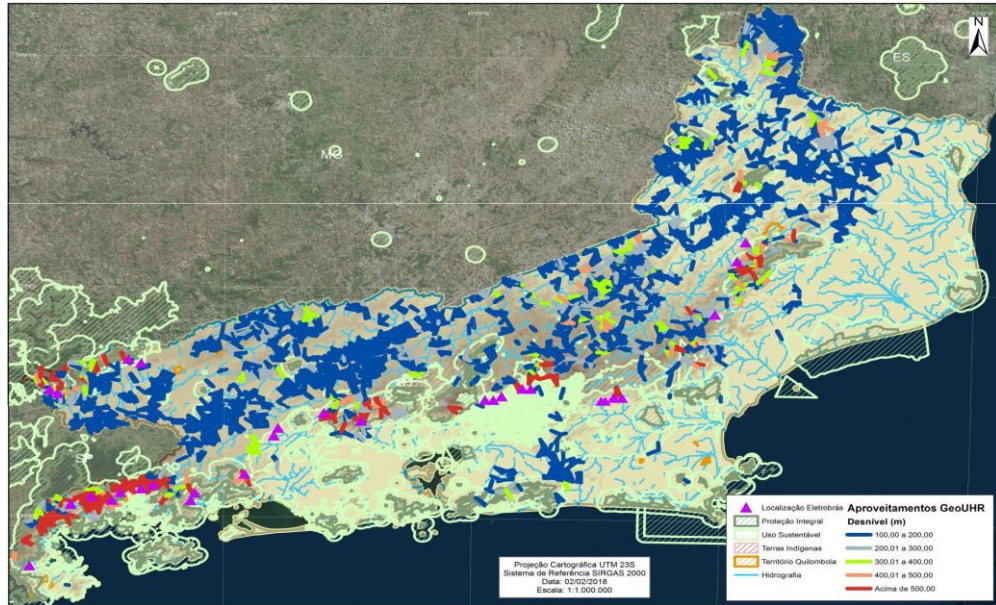 N
ES
MG
RJ
SP
Localização Eletrobrás
Proteção Integral
Uso Sustentável
Terras Indígenas
Território Quilombola
Hidrografia
Aproveitamentos GeoUHR
Desnível (m)
100,00 a 200,00
200,01 a 300,00
300,01 a 400,00
400,01 a 500,00
Acima de 500,00
Projeção Cartográfica UTM 23S
Sistema de Referência SIRGAS 2000
Data: 02/02/2018
Escala: 1:1.000.000